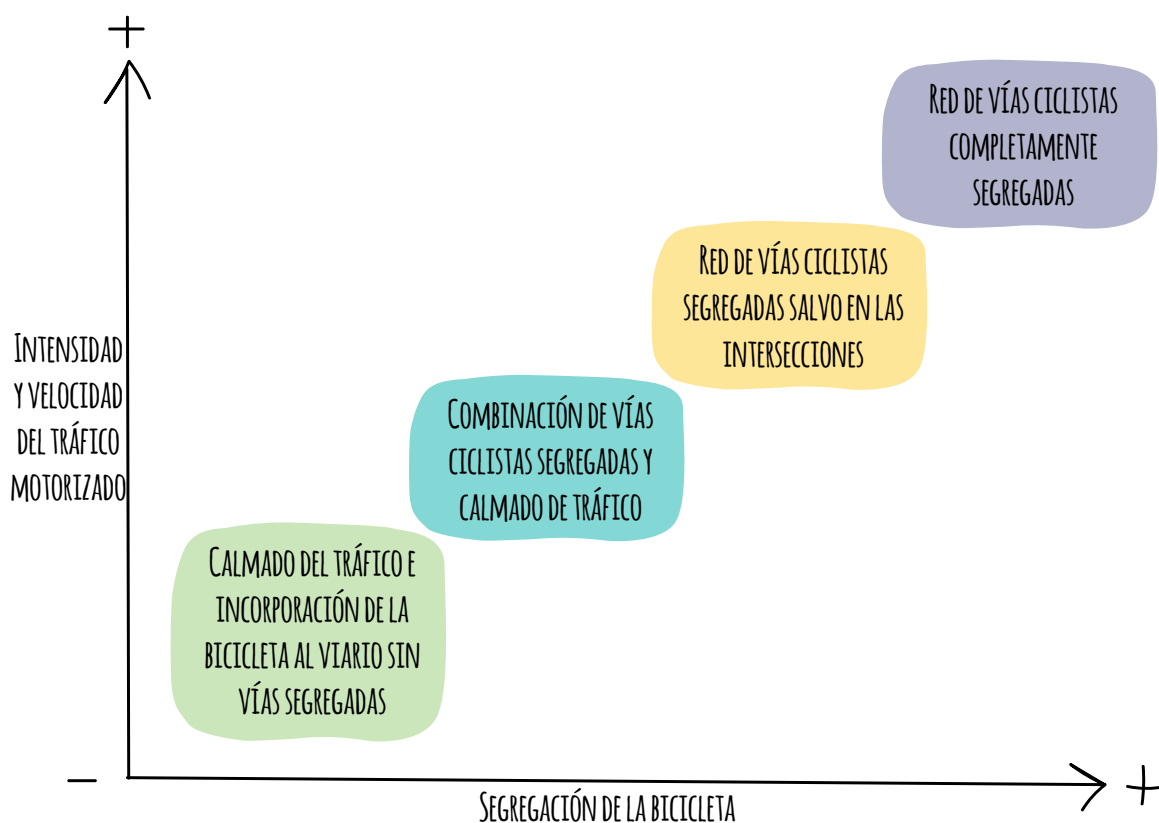 +
Red de vías ciclistas
completamente
segregadas
Red de vías ciclistas
segregadas salvo en las
intersecciones
Intensidad
y velocidad
del tráfico
motorizado
Combinación de vías
ciclistas segregadas y
calmado de tráfico
Calmado del tráfico e
incorporación de la
bicicleta al viario sin
vías segregadas
–
+
Segregación de la bicicleta